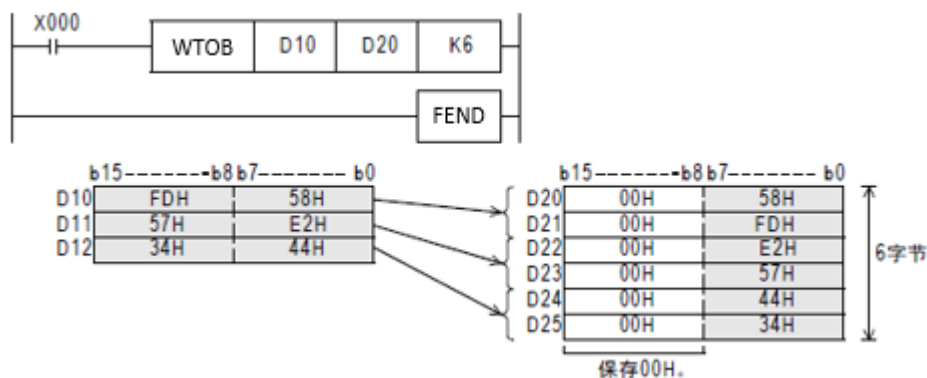 X000
WTOB D10 D20 K6
FEND
b15-------b8 b7-------- b0 b15-------b8 b7------- b0
D10 FDH 58H D20 00H 58H
D11 57H E2H D21 00H FDH
D12 34H 44H D22 00H E2H
D23 00H 57H
D24 00H 44H
D25 00H 34H
6字节
保存00H。